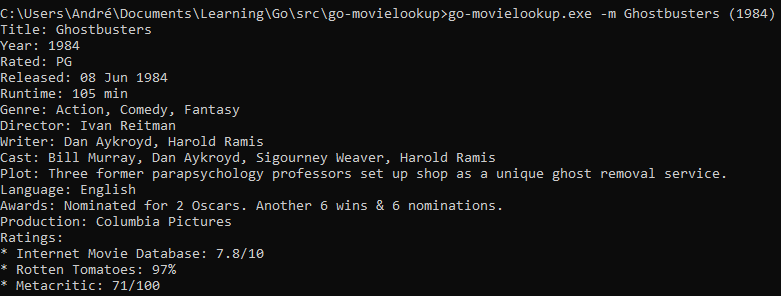 C:\Users\André\Documents\Learning\Go\src\go-movielookup>go-movielookup.exe -m Ghostbusters (1984)
Title: Ghostbusters
Year: 1984
Rated: PG
Released: 08 Jun 1984
Runtime: 105 min
Genre: Action, Comedy, Fantasy
Director: Ivan Reitman
Writer: Dan Aykroyd, Harold Ramis
Cast: Bill Murray, Dan Aykroyd, Sigourney Weaver, Harold Ramis
Plot: Three former parapsychology professors set up shop as a unique ghost removal service.
Language: English
Awards: Nominated for 2 Oscars. Another 6 wins & 6 nominations.
Production: Columbia Pictures
Ratings:
* Internet Movie Database: 7.8/10
* Rotten Tomatoes: 97%
* Metacritic: 71/100